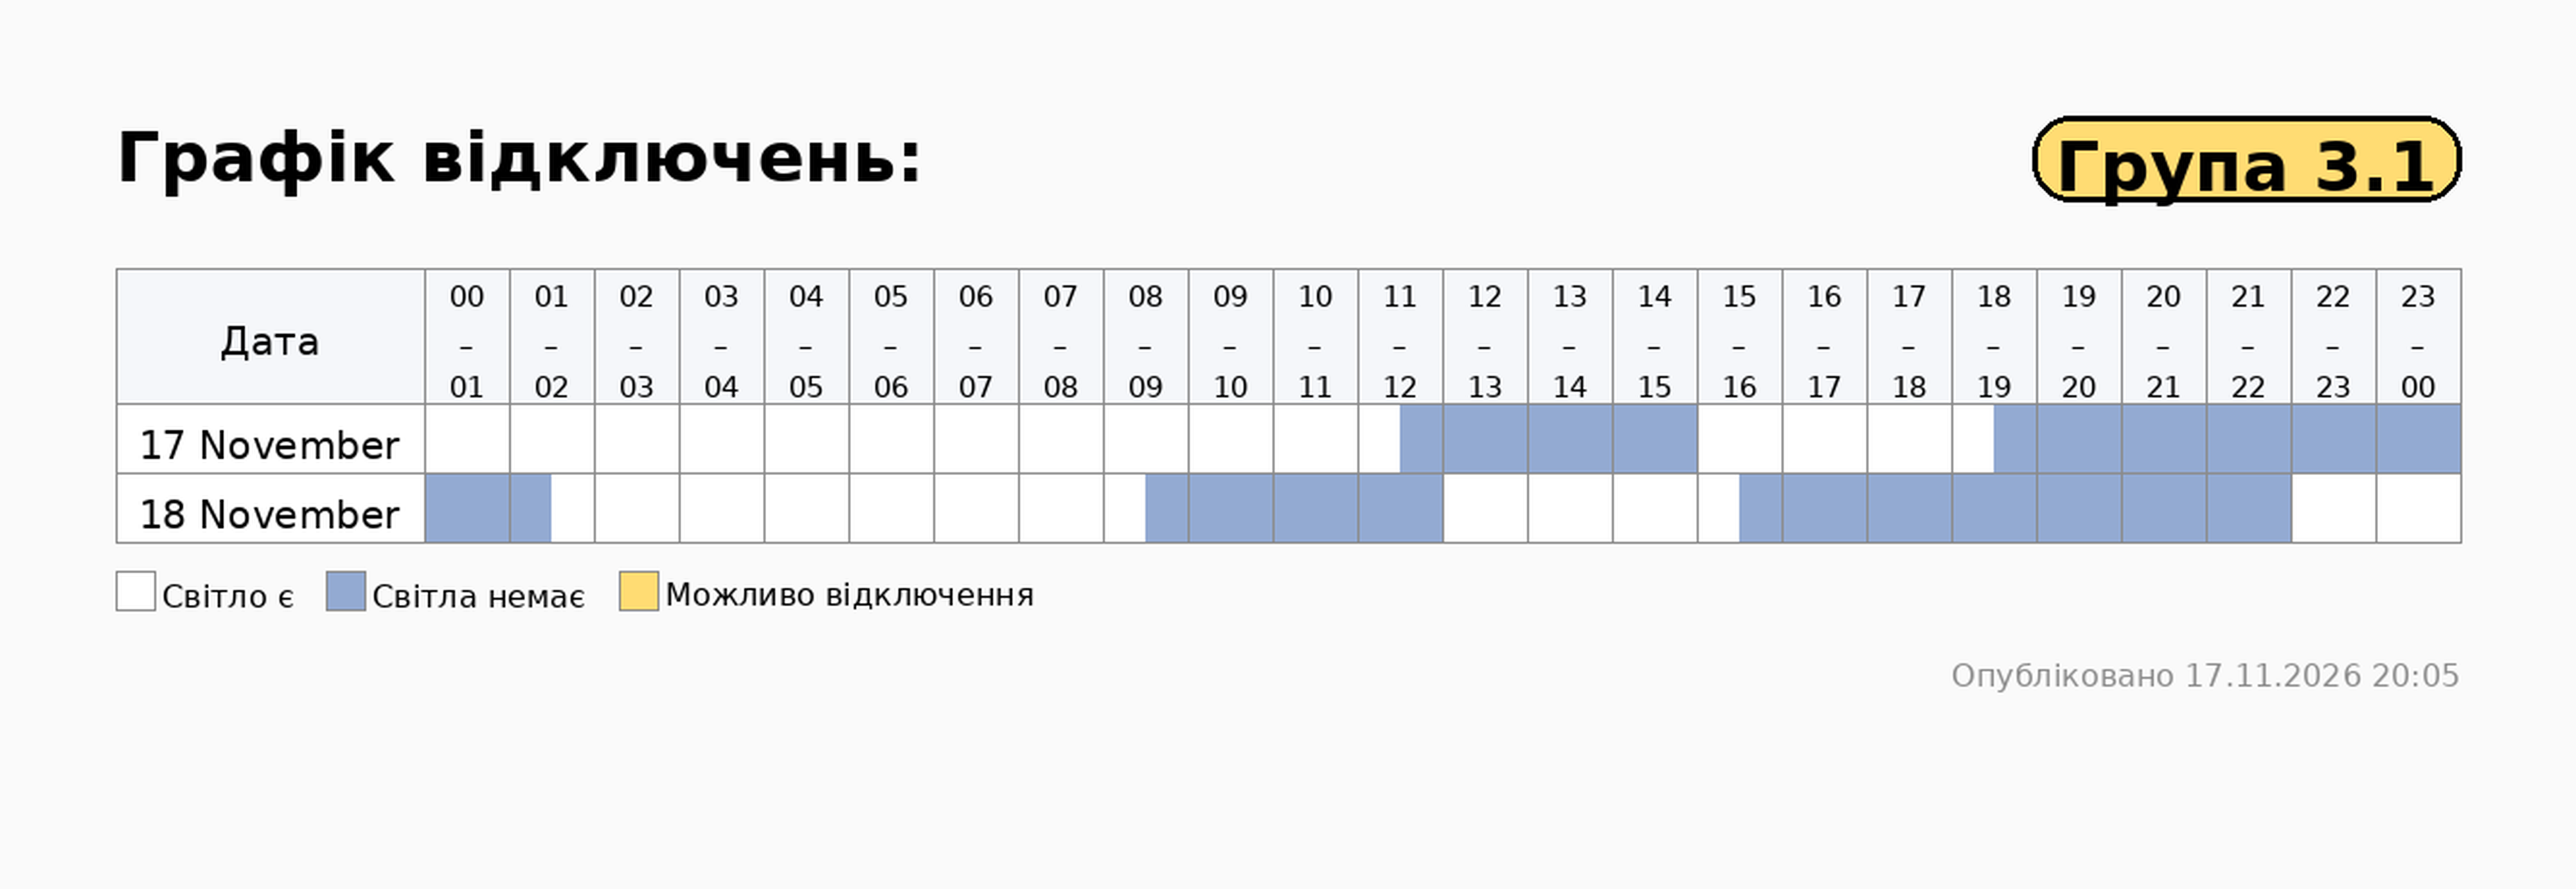 Графік відключень:
Група 3.1
Дата
00 – 01
01 – 02
02 – 03
03 – 04
04 – 05
05 – 06
06 – 07
07 – 08
08 – 09
09 – 10
10 – 11
11 – 12
12 – 13
13 – 14
14 – 15
15 – 16
16 – 17
17 – 18
18 – 19
19 – 20
20 – 21
21 – 22
22 – 23
23 – 00
17 November
18 November
Світло є
Світла немає
Можливо відключення
Опубліковано 17.11.2026 20:05